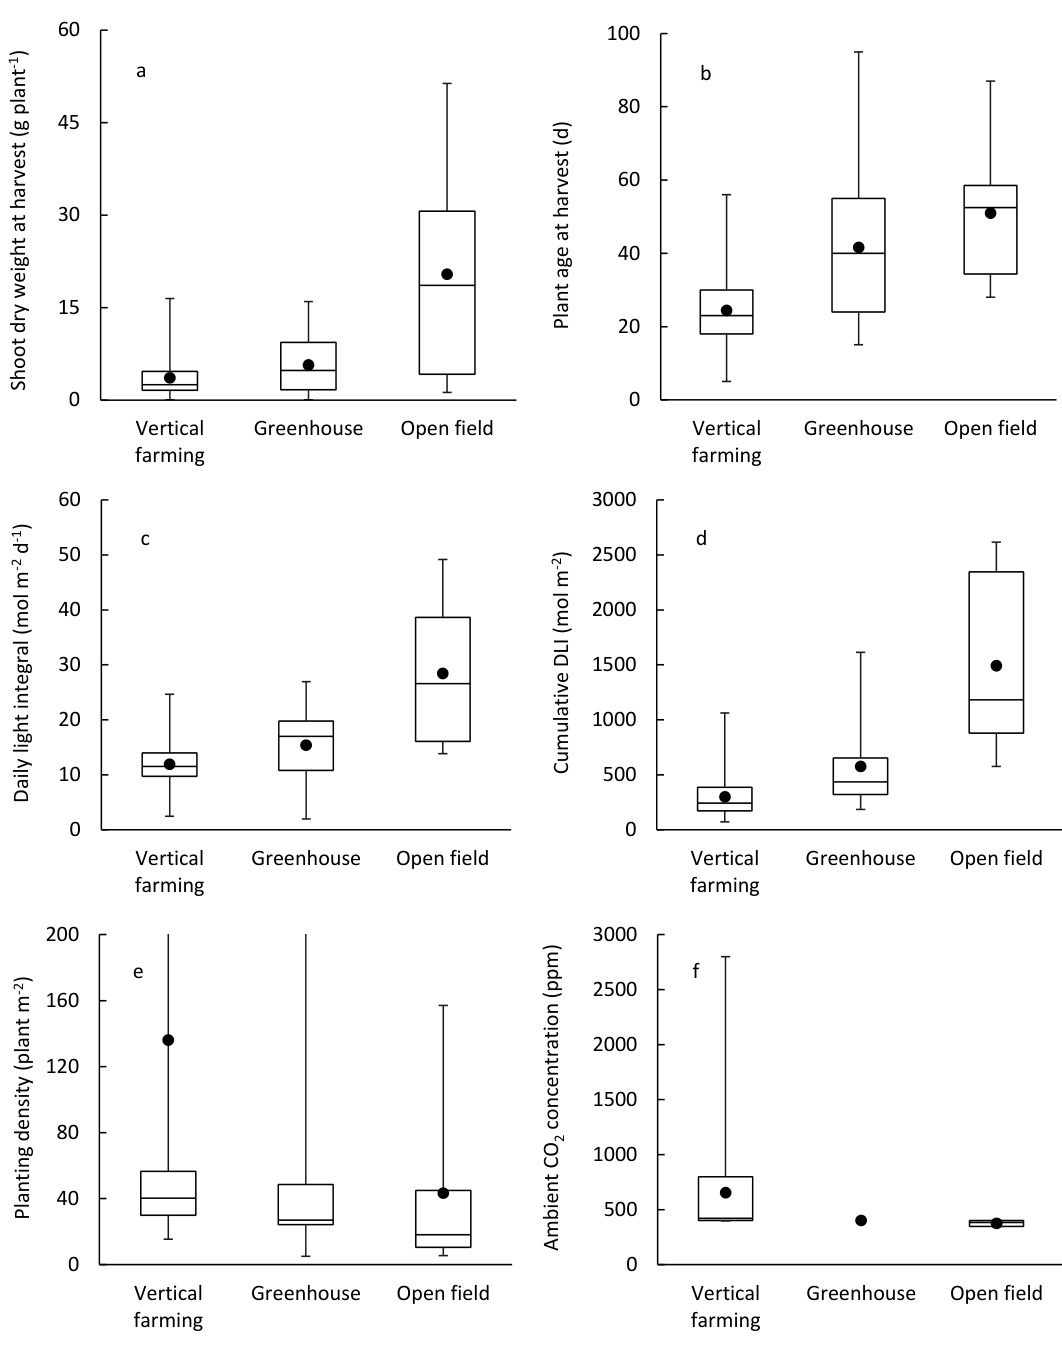 Shoot dry weight at harvest (g plant⁻¹)
a
60
45
30
15
0
Vertical
farming
Greenhouse
Open field
Plant age at harvest (d)
b
100
80
60
40
20
0
Vertical
farming
Greenhouse
Open field
Daily light integral (mol m⁻² d⁻¹)
c
60
50
40
30
20
10
0
Vertical
farming
Greenhouse
Open field
Cumulative DLI (mol m⁻²)
d
3000
2500
2000
1500
1000
500
0
Vertical
farming
Greenhouse
Open field
Planting density (plant m⁻²)
e
200
160
120
80
40
0
Vertical
farming
Greenhouse
Open field
Ambient CO₂ concentration (ppm)
f
3000
2500
2000
1500
1000
500
0
Vertical
farming
Greenhouse
Open field